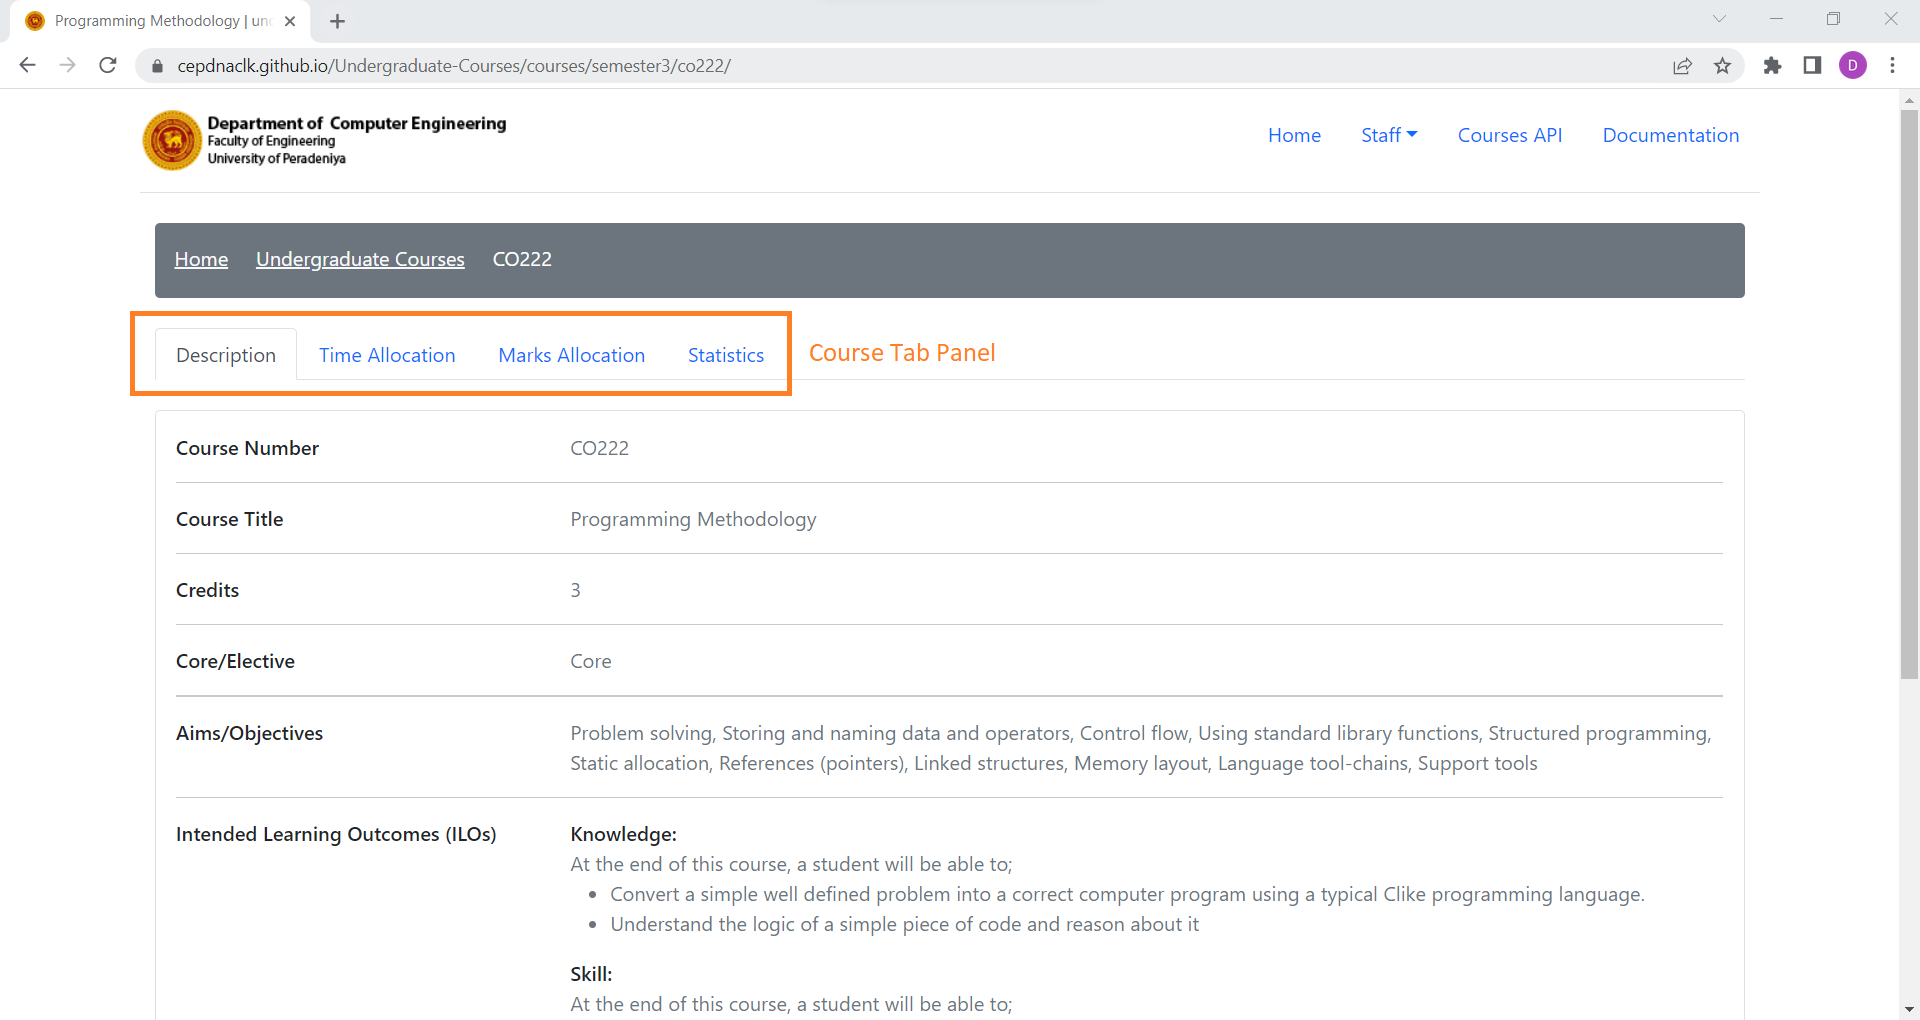 Programming Methodology | un
cepdnaclk.github.io/Undergraduate-Courses/courses/semester3/co222/
D
Department of Computer Engineering
Faculty of Engineering
University of Peradeniya
Home Staff Courses API Documentation
Home Undergraduate Courses CO222
Description Time Allocation Marks Allocation Statistics Course Tab Panel
Course Number CO222
Course Title Programming Methodology
Credits 3
Core/Elective Core
Aims/Objectives Problem solving, Storing and naming data and operators, Control flow, Using standard library functions, Structured programming,
Static allocation, References (pointers), Linked structures, Memory layout, Language tool-chains, Support tools
Intended Learning Outcomes (ILOs) Knowledge:
At the end of this course, a student will be able to;
• Convert a simple well defined problem into a correct computer program using a typical Clike programming language.
• Understand the logic of a simple piece of code and reason about it
Skill:
At the end of this course, a student will be able to;